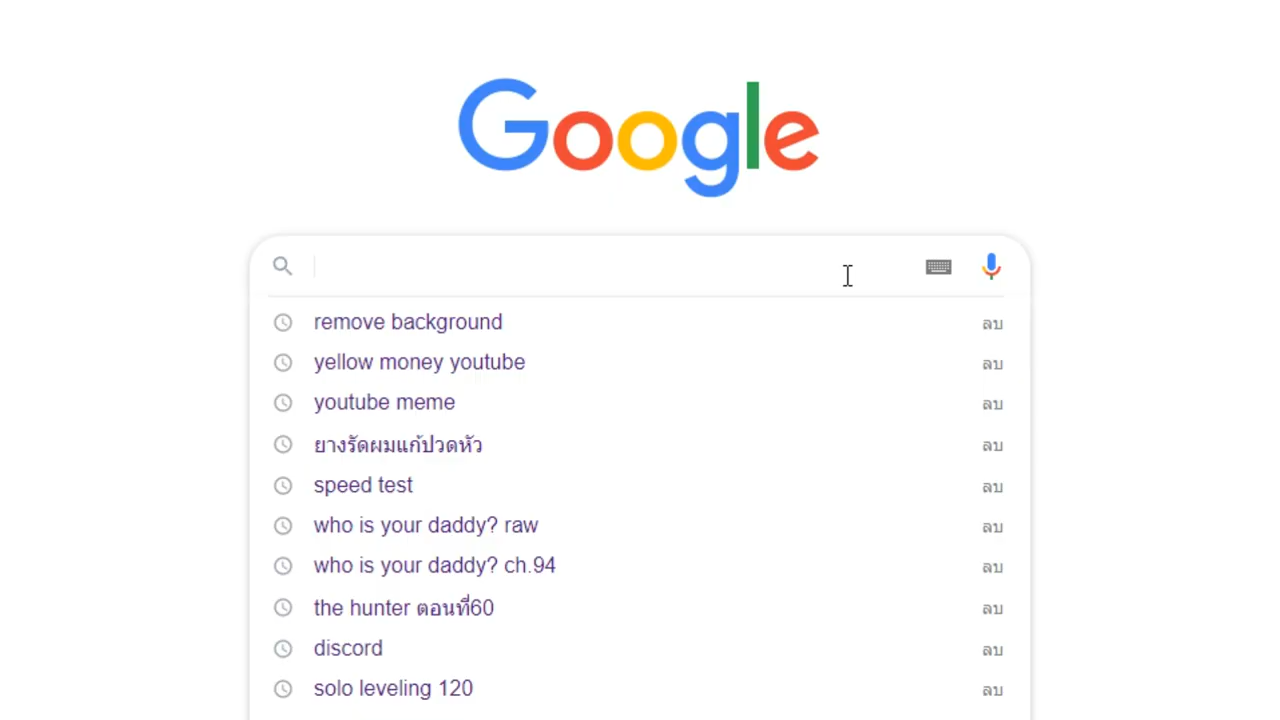 Google
remove background ลบ
yellow money youtube ลบ
youtube meme ลบ
ยางรัดผมแก้ปวดหัว ลบ
speed test ลบ
who is your daddy? raw ลบ
who is your daddy? ch.94 ลบ
the hunter ตอนที่60 ลบ
discord ลบ
solo leveling 120 ลบ